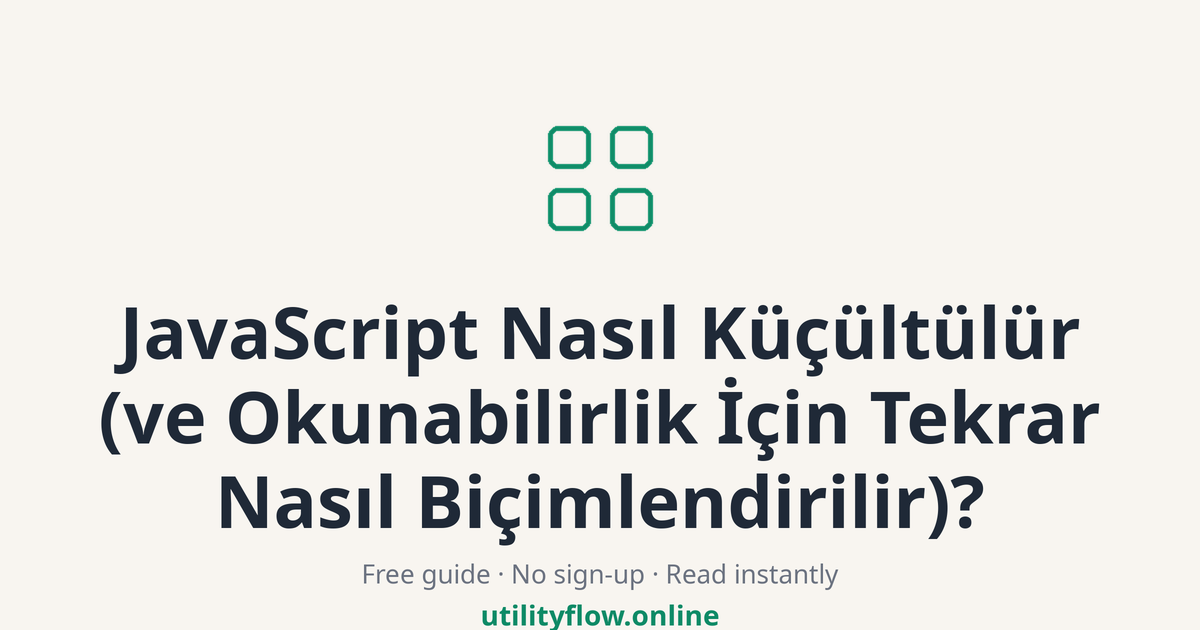 JavaScript Nasıl Küçültülür
(ve Okunabilirlik İçin Tekrar
Nasıl Biçimlendirilir)?
Free guide · No sign-up · Read instantly
utilityflow.online